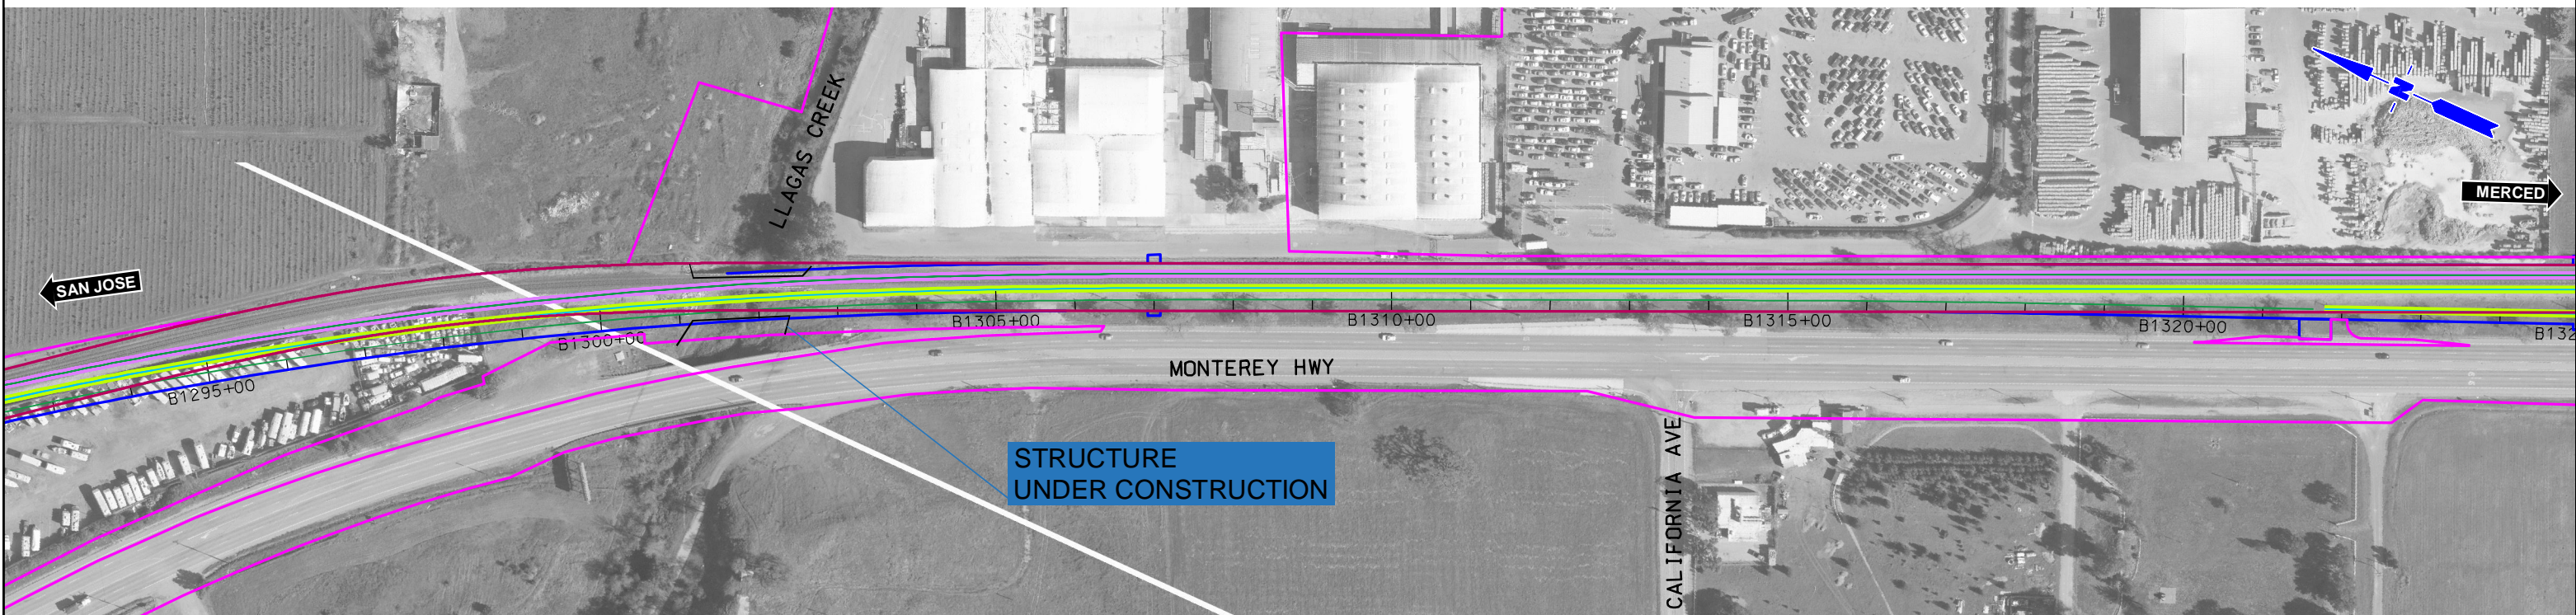 LLAGAS CREEK
N
MERCED
SAN JOSE
B1295+00
B1300+00
B1305+00
B1310+00
B1315+00
B1320+00
B132
MONTEREY HWY
STRUCTURE
UNDER CONSTRUCTION
CALIFORNIA AVE